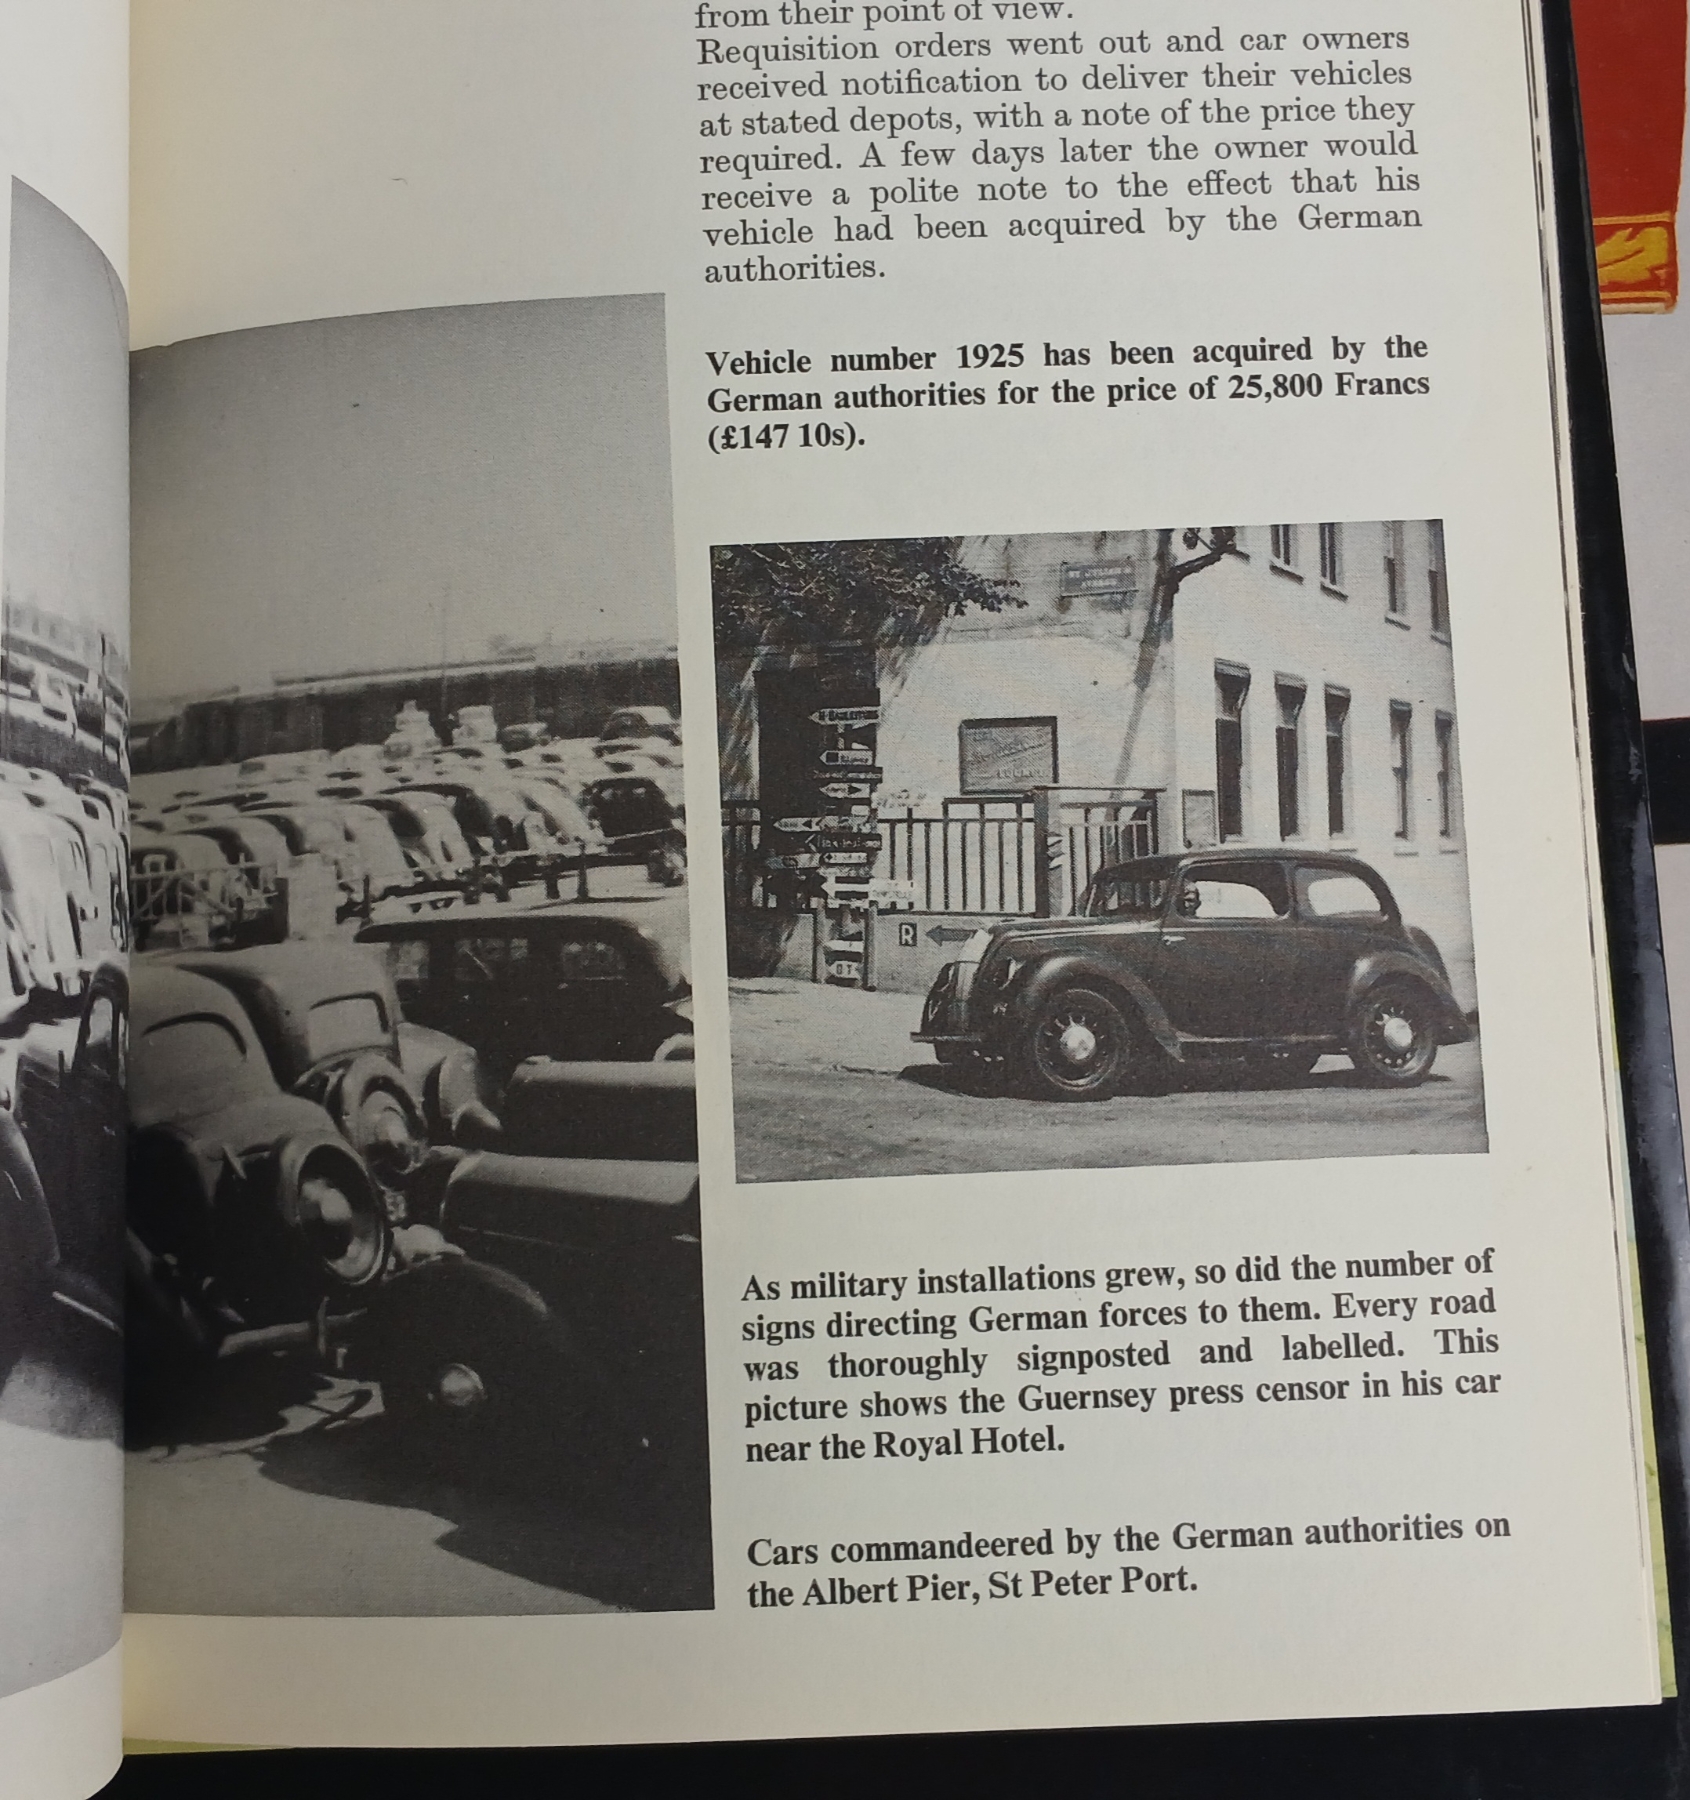 from their point of view.
Requisition orders went out and car owners
received notification to deliver their vehicles
at stated depots, with a note of the price they
required. A few days later the owner would
receive a polite note to the effect that his
vehicle had been acquired by the German
authorities.
Vehicle number 1925 has been acquired by the
German authorities for the price of 25,800 Francs
(£147 10s).
ST JULIAN'S
AVENUE
R
As military installations grew, so did the number of
signs directing German forces to them. Every road
was thoroughly signposted and labelled. This
picture shows the Guernsey press censor in his car
near the Royal Hotel.
Cars commandeered by the German authorities on
the Albert Pier, St Peter Port.